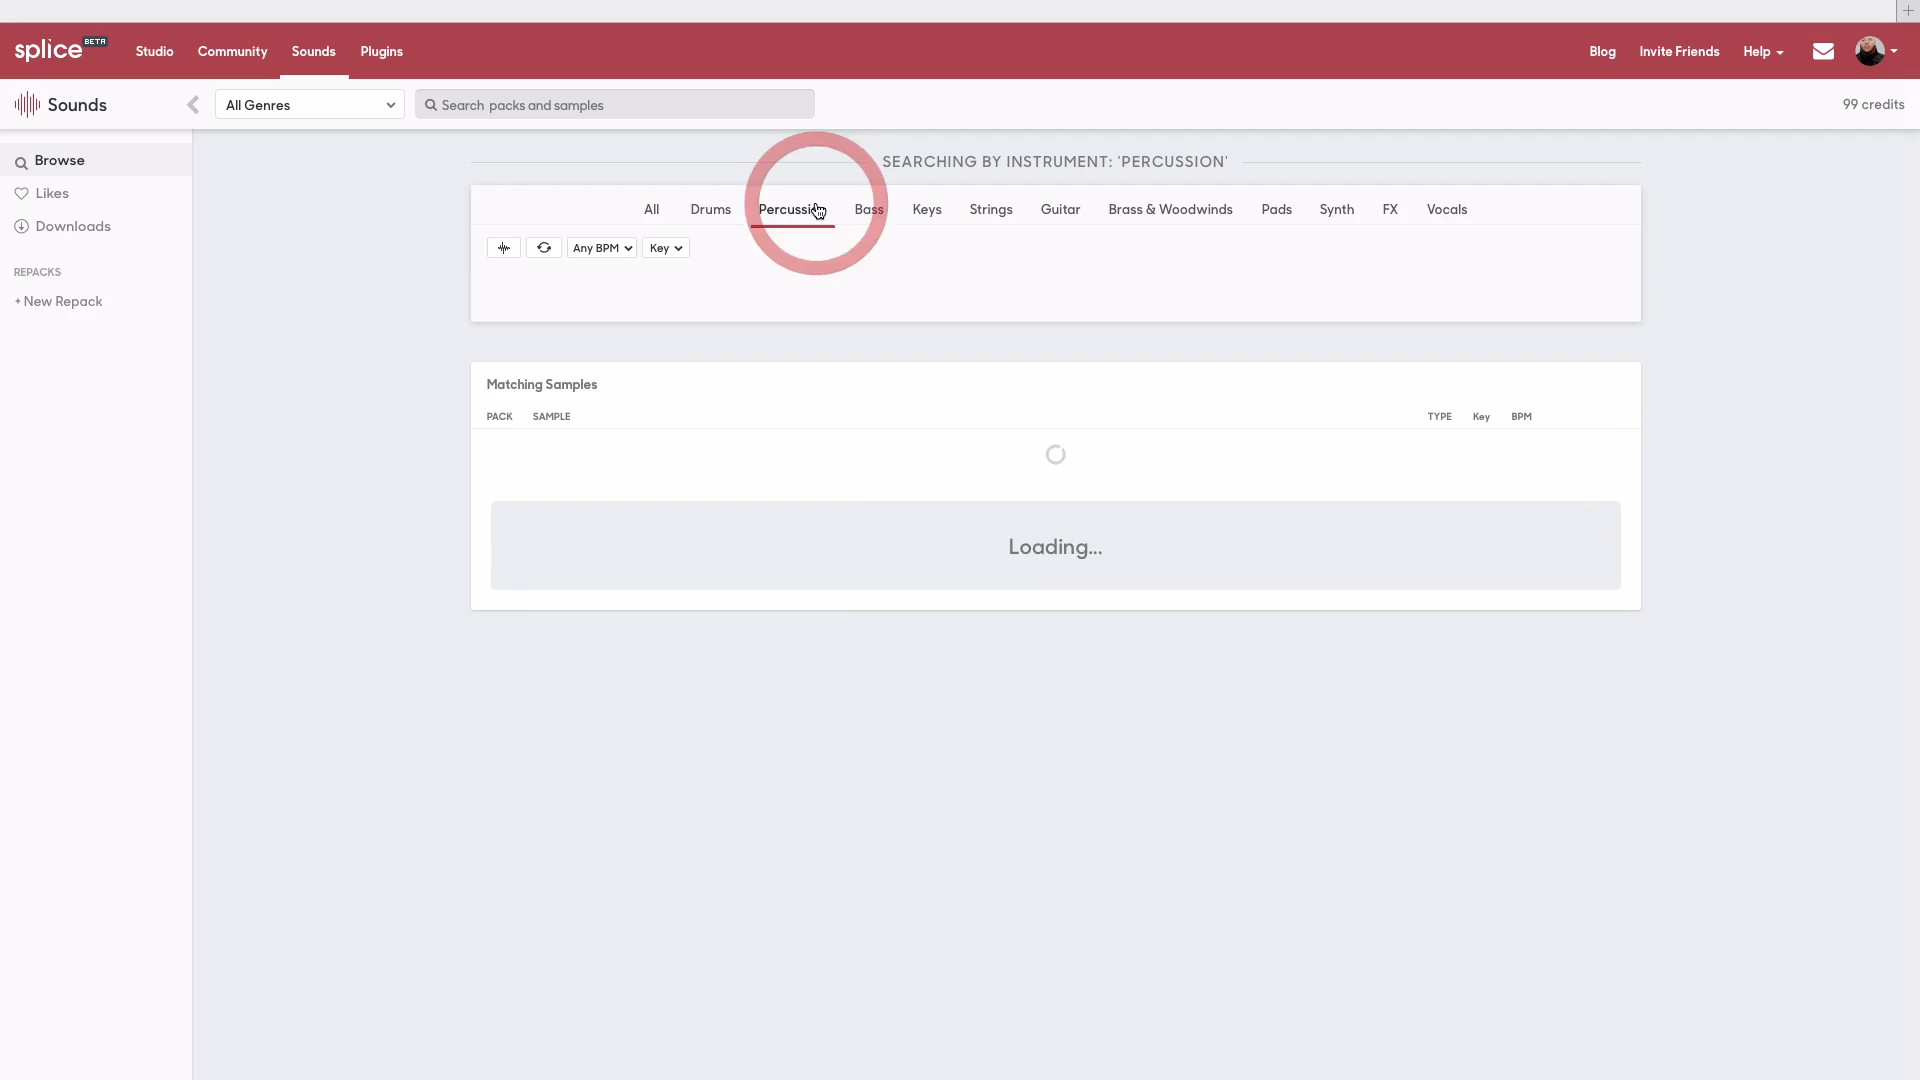 splice BETA Studio Community Sounds Plugins Blog Invite Friends Help
Sounds All Genres Search packs and samples 99 credits
Browse
Likes
Downloads
REPACKS
+ New Repack
SEARCHING BY INSTRUMENT: 'PERCUSSION'
All Drums Percussion Bass Keys Strings Guitar Brass & Woodwinds Pads Synth FX Vocals
Any BPM Key
Matching Samples
PACK SAMPLE TYPE Key BPM
Loading...